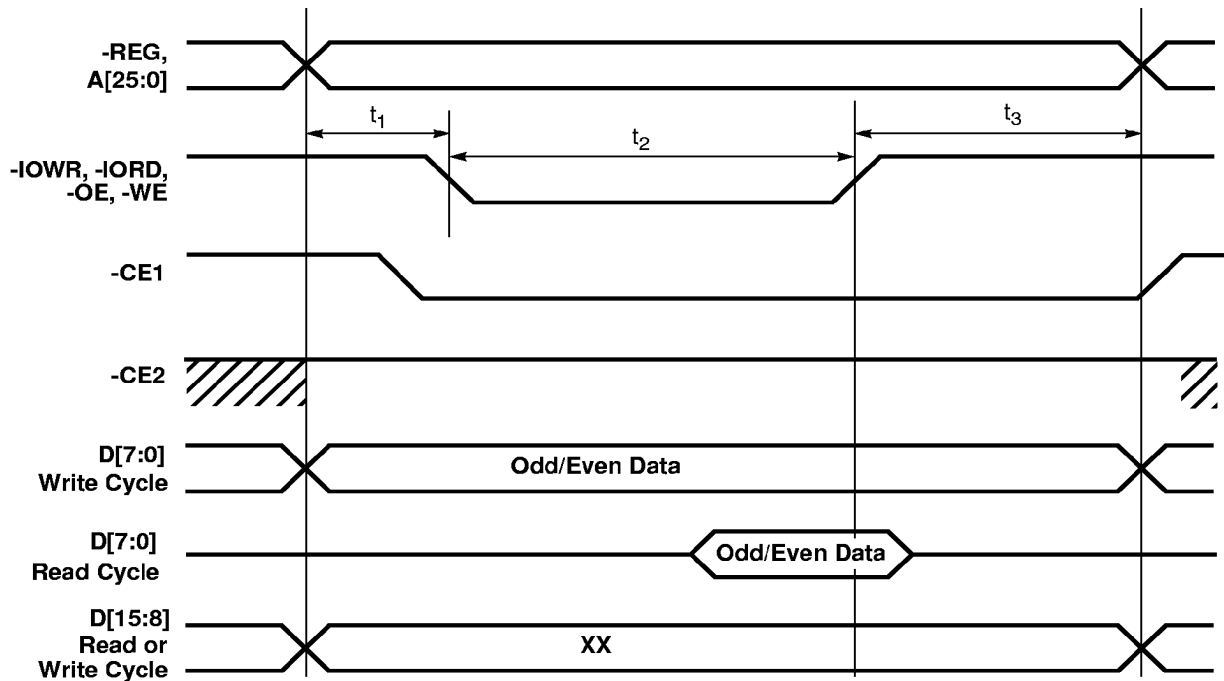 -REG,
A[25:0]
t1
t2
t3
-IOWR, -IORD,
-OE, -WE
-CE1
-CE2
D[7:0]
Write Cycle
Odd/Even Data
D[7:0]
Read Cycle
Odd/Even Data
D[15:8]
Read or
Write Cycle
XX